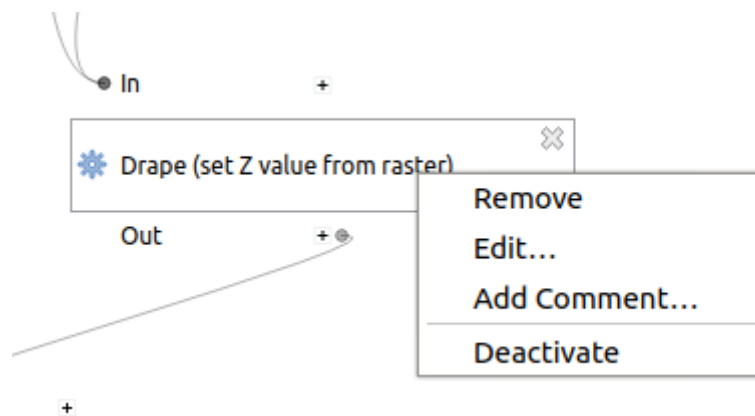 In
+
Drape (set Z value from raster)
Remove
Out
+
Edit…
Add Comment…
Deactivate
+